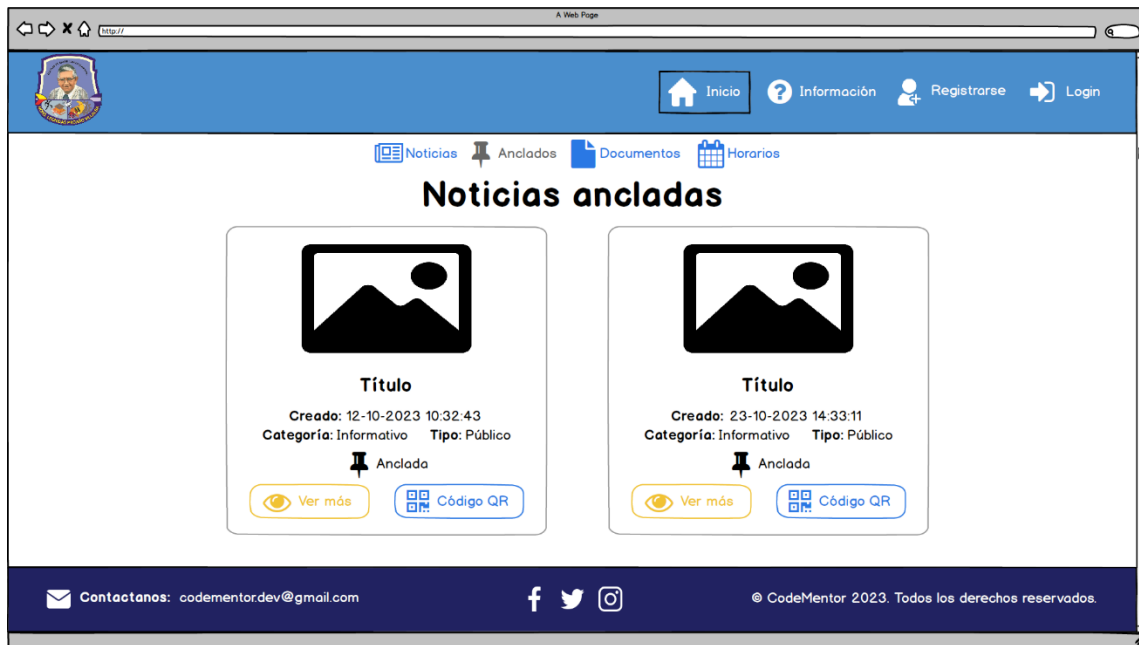 A Web Page
http://
Inicio
Información
Registrarse
Login
Noticias
Anclados
Documentos
Horarios
Noticias ancladas
Título
Creado: 12-10-2023 10:32:43
Categoría: Informativo Tipo: Público
Anclada
Ver más
Código QR
Título
Creado: 23-10-2023 14:33:11
Categoría: Informativo Tipo: Público
Anclada
Ver más
Código QR
Contactanos: codementor.dev@gmail.com
© CodeMentor 2023. Todos los derechos reservados.